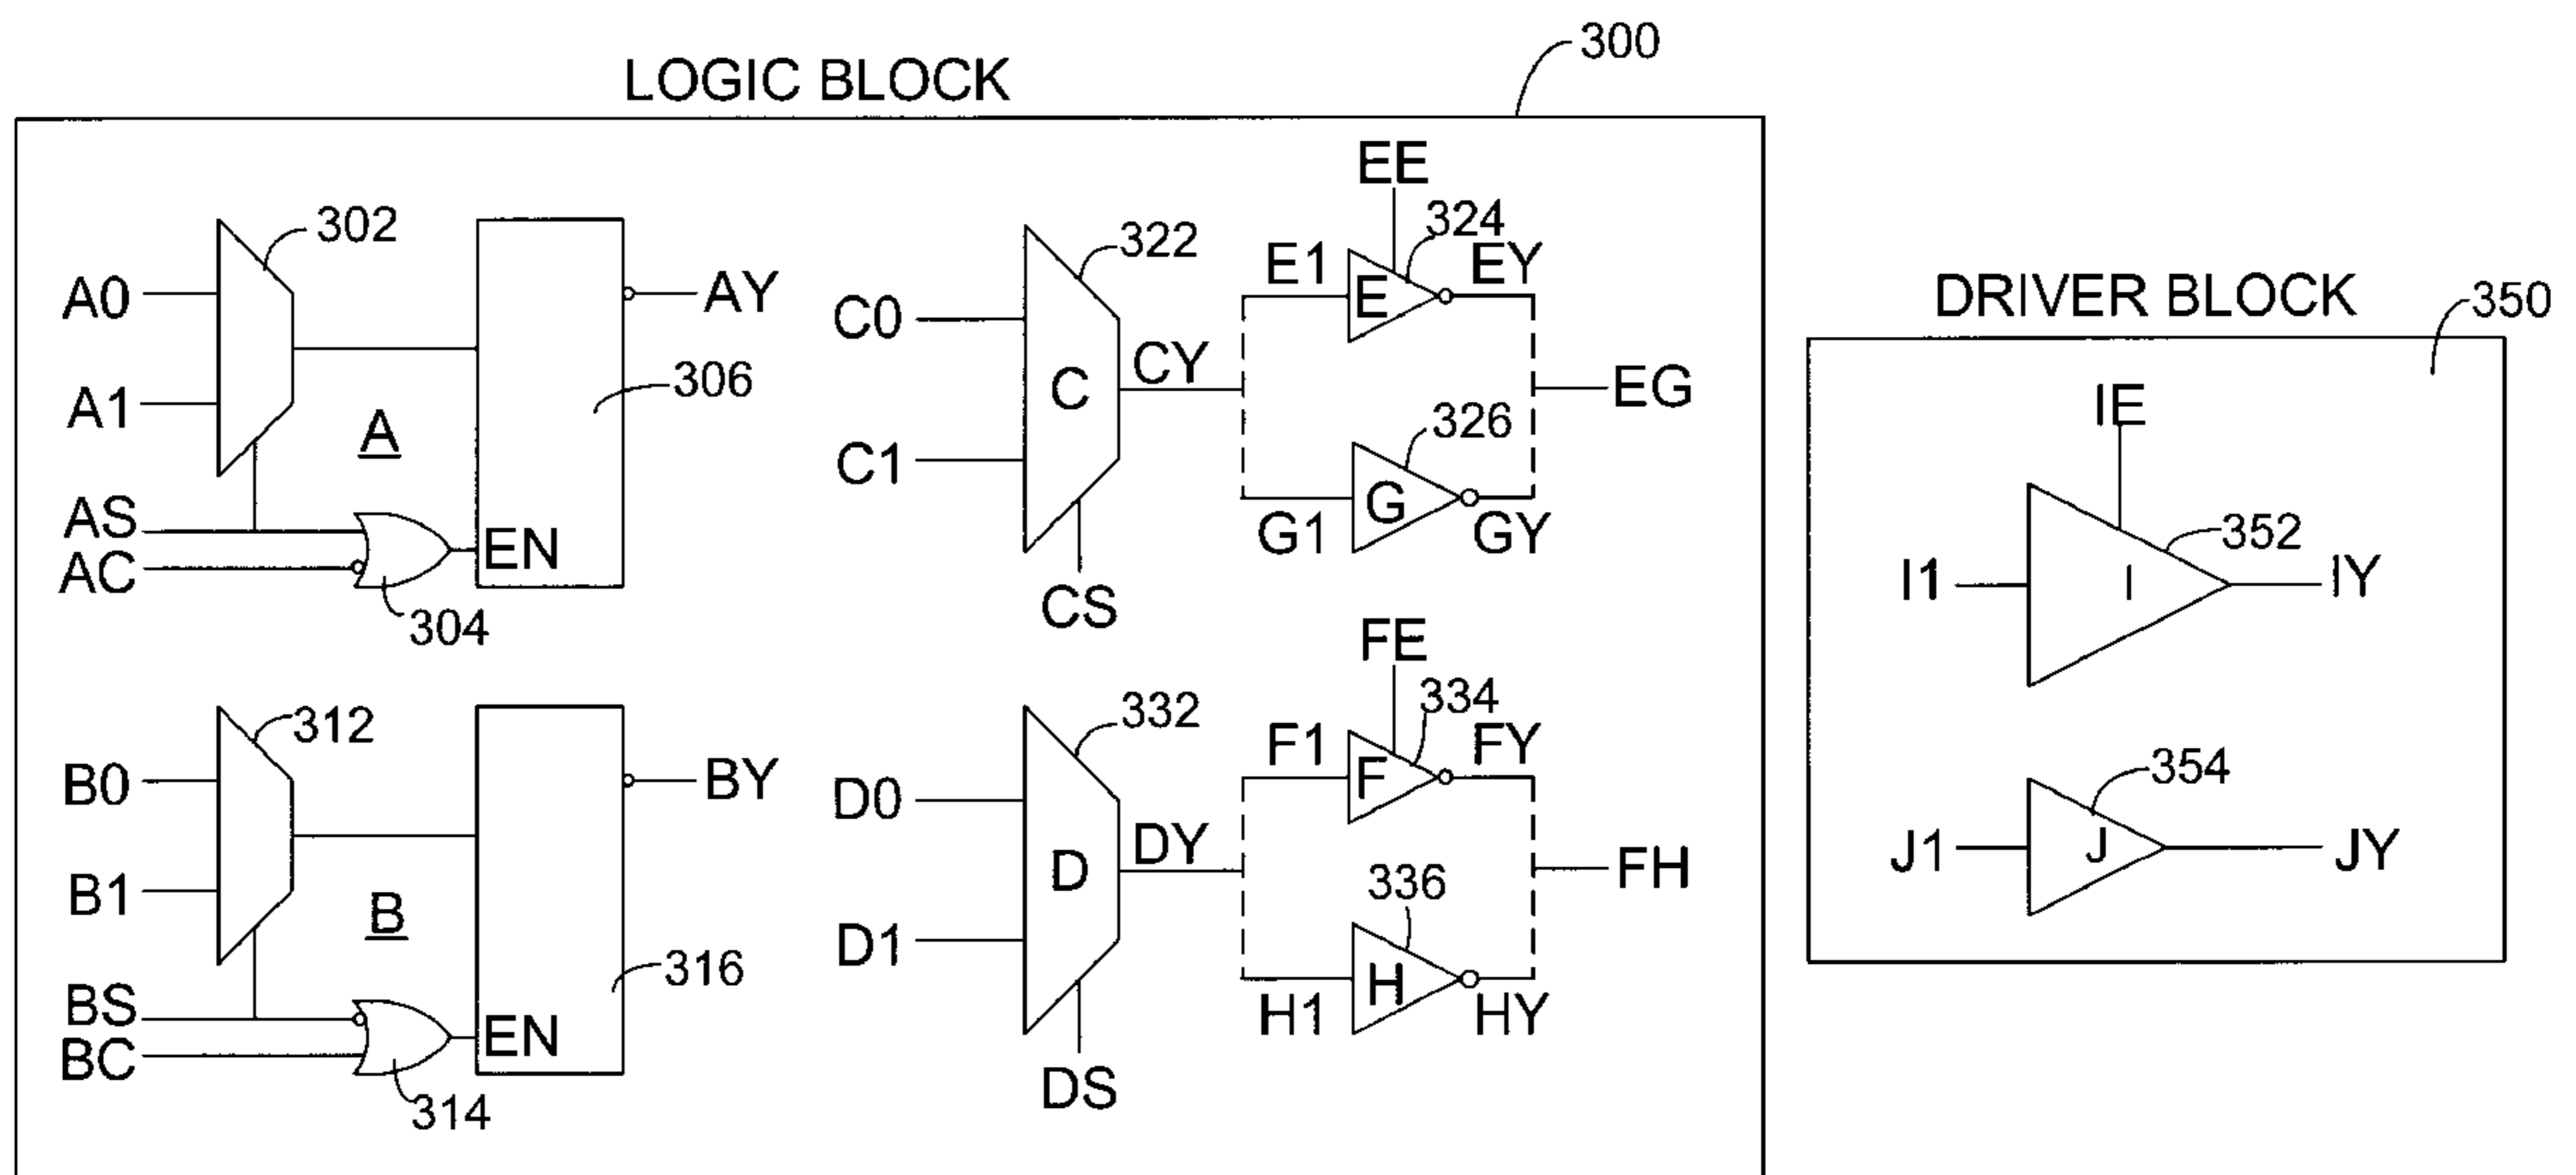 LOGIC BLOCK
300
302
A0
A1
A
AS
AC
304
EN
306
AY
312
B0
B1
B
BS
BC
314
EN
316
BY
322
C0
C1
C
CS
CY
EE
324
E1
E
EY
326
G1
G
GY
EG
332
D0
D1
D
DS
DY
FE
334
F1
F
FY
336
H1
H
HY
FH
DRIVER BLOCK
350
IE
352
I1
I
IY
354
J1
J
JY